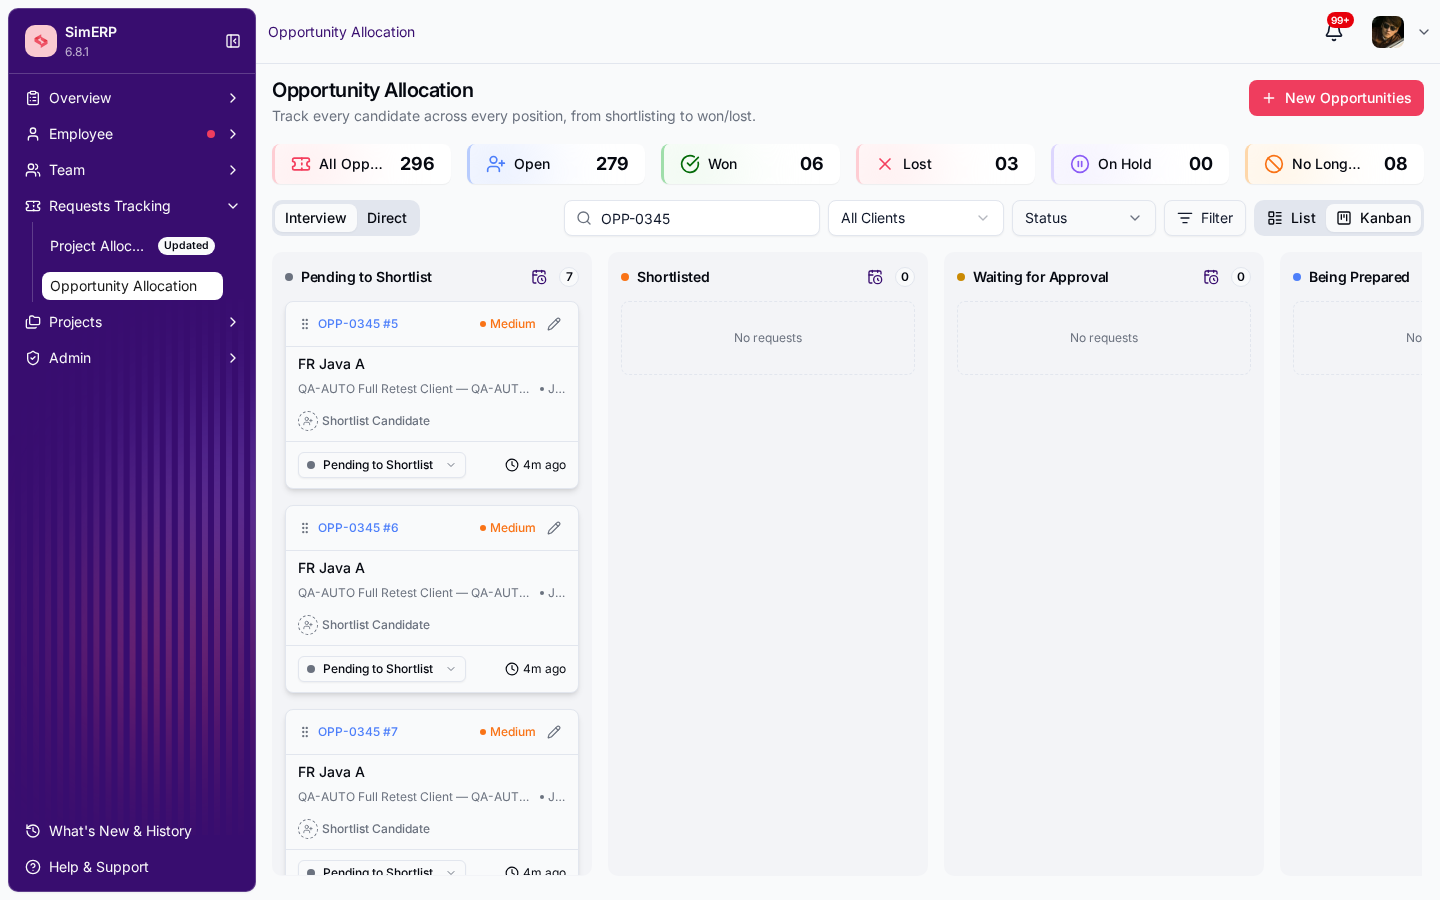 SimERP
6.8.1
Overview
Employee
Team
Requests Tracking
Project Alloc... Updated
Opportunity Allocation
Projects
Admin
What's New & History
Help & Support
Opportunity Allocation
99+
Opportunity Allocation
Track every candidate across every position, from shortlisting to won/lost.
New Opportunities
All Opp... 296
Open 279
Won 06
Lost 03
On Hold 00
No Long... 08
Interview Direct
OPP-0345
All Clients
Status
Filter
List Kanban
Pending to Shortlist 7
OPP-0345 #5 Medium
FR Java A
QA-AUTO Full Retest Client — QA-AUT... • J...
Shortlist Candidate
Pending to Shortlist 4m ago
OPP-0345 #6 Medium
FR Java A
QA-AUTO Full Retest Client — QA-AUT... • J...
Shortlist Candidate
Pending to Shortlist 4m ago
OPP-0345 #7 Medium
FR Java A
QA-AUTO Full Retest Client — QA-AUT... • J...
Shortlist Candidate
Pending to Shortlist 4m ago
Shortlisted 0
No requests
Waiting for Approval 0
No requests
Being Prepared
No